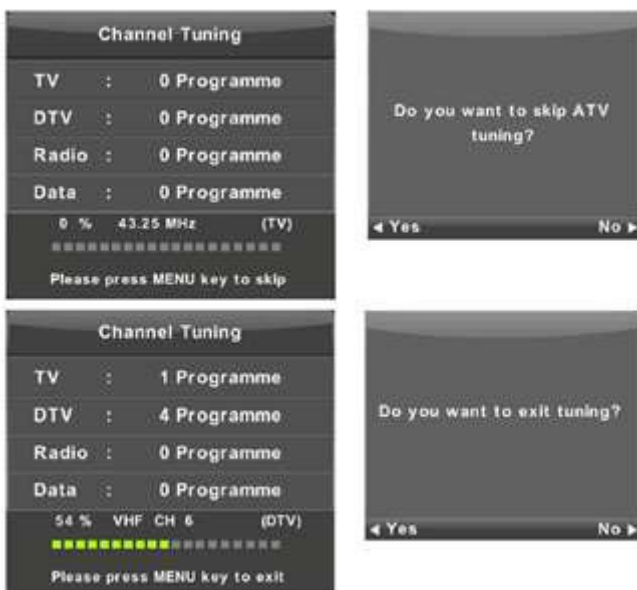 Channel Tuning
TV : 0 Programme
DTV : 0 Programme
Radio : 0 Programme
Data : 0 Programme
0 % 43.25 MHz (TV)
Please press MENU key to skip
Do you want to skip ATV
tuning?
◀ Yes No ▶
Channel Tuning
TV : 1 Programme
DTV : 4 Programme
Radio : 0 Programme
Data : 0 Programme
54 % VHF CH 6 (DTV)
Please press MENU key to exit
Do you want to exit tuning?
◀ Yes No ▶